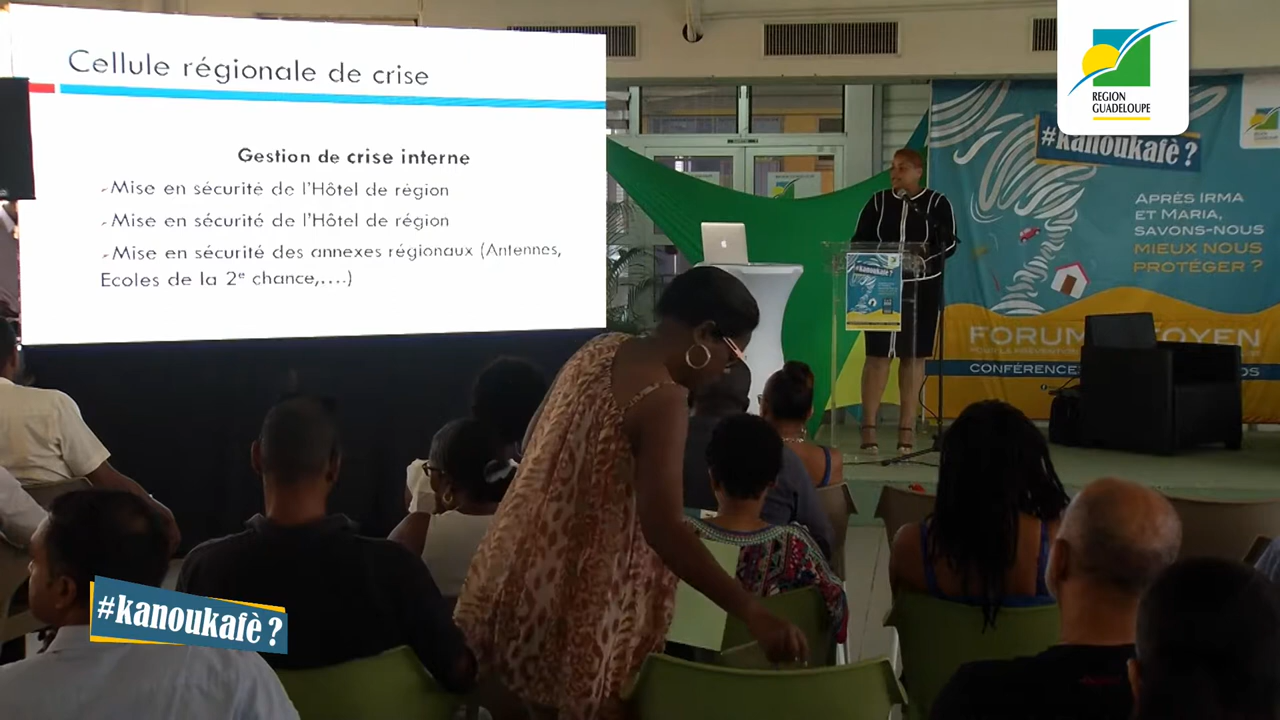 Cellule régionale de crise
Gestion de crise interne
-Mise en sécurité de l'Hôtel de région
-Mise en sécurité de l'Hôtel de région
-Mise en sécurité des annexes régionaux (Antennes,
Ecoles de la 2e chance,....)
REGION
GUADELOUPE
#kanoukafè ?
APRÈS IRMA
ET MARIA,
SAVONS-NOUS
MIEUX NOUS
PROTÉGER ?
FORUM
OYEN
CONFÉRENCE
#kanoukafè ?
#kanoukafè ?